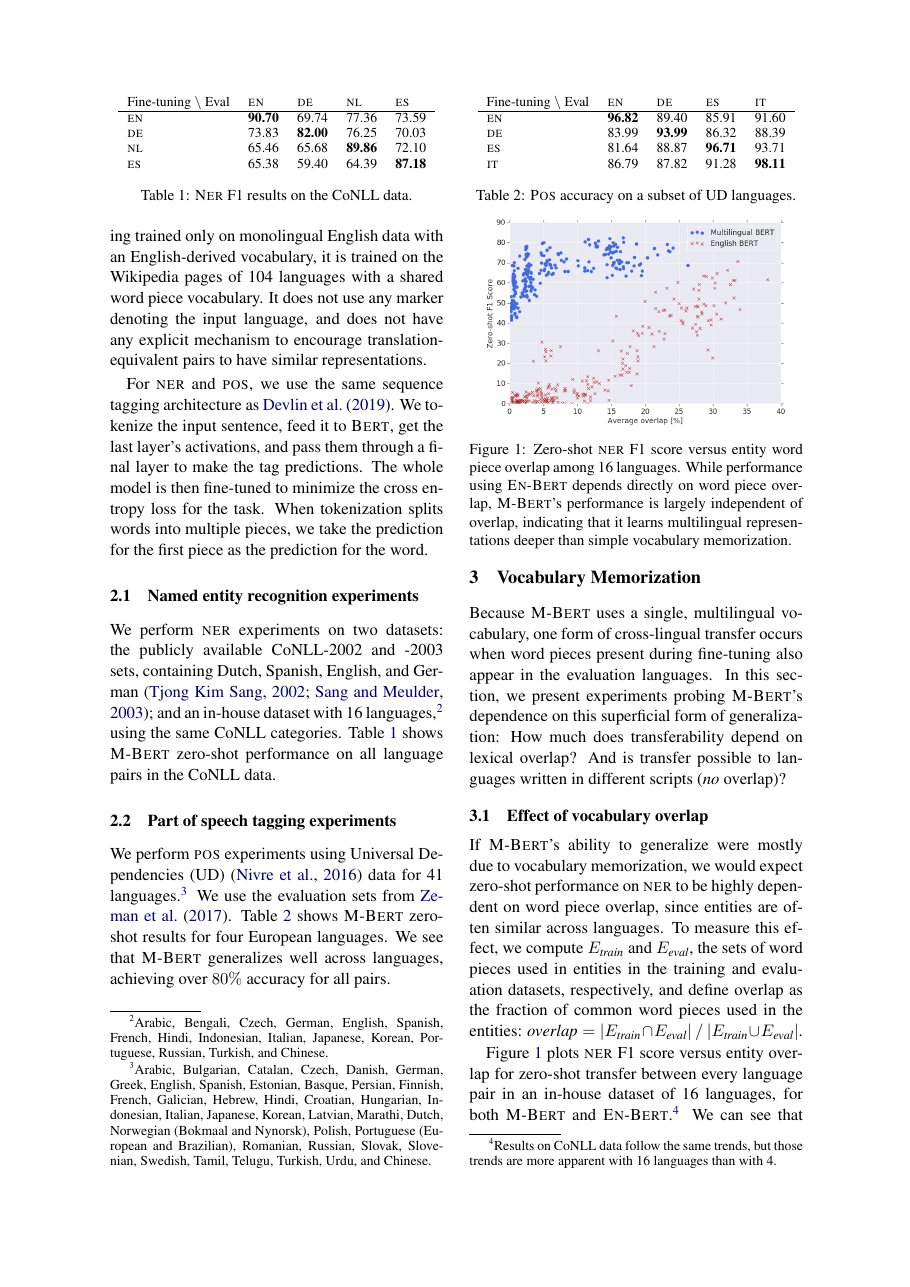 Fine-tuning \ Eval EN DE NL ES
EN 90.70 69.74 77.36 73.59
DE 73.83 82.00 76.25 70.03
NL 65.46 65.68 89.86 72.10
ES 65.38 59.40 64.39 87.18
Table 1: NER F1 results on the CoNLL data.
ing trained only on monolingual English data with
an English-derived vocabulary, it is trained on the
Wikipedia pages of 104 languages with a shared
word piece vocabulary. It does not use any marker
denoting the input language, and does not have
any explicit mechanism to encourage translation-
equivalent pairs to have similar representations.
For NER and POS, we use the same sequence
tagging architecture as Devlin et al. (2019). We to-
kenize the input sentence, feed it to BERT, get the
last layer's activations, and pass them through a fi-
nal layer to make the tag predictions. The whole
model is then fine-tuned to minimize the cross en-
tropy loss for the task. When tokenization splits
words into multiple pieces, we take the prediction
for the first piece as the prediction for the word.
2.1 Named entity recognition experiments
We perform NER experiments on two datasets:
the publicly available CoNLL-2002 and -2003
sets, containing Dutch, Spanish, English, and Ger-
man (Tjong Kim Sang, 2002; Sang and Meulder,
2003); and an in-house dataset with 16 languages,2
using the same CoNLL categories. Table 1 shows
M-BERT zero-shot performance on all language
pairs in the CoNLL data.
2.2 Part of speech tagging experiments
We perform POS experiments using Universal De-
pendencies (UD) (Nivre et al., 2016) data for 41
languages.3 We use the evaluation sets from Ze-
man et al. (2017). Table 2 shows M-BERT zero-
shot results for four European languages. We see
that M-BERT generalizes well across languages,
achieving over 80% accuracy for all pairs.
2Arabic, Bengali, Czech, German, English, Spanish,
French, Hindi, Indonesian, Italian, Japanese, Korean, Por-
tuguese, Russian, Turkish, and Chinese.
3Arabic, Bulgarian, Catalan, Czech, Danish, German,
Greek, English, Spanish, Estonian, Basque, Persian, Finnish,
French, Galician, Hebrew, Hindi, Croatian, Hungarian, In-
donesian, Italian, Japanese, Korean, Latvian, Marathi, Dutch,
Norwegian (Bokmaal and Nynorsk), Polish, Portuguese (Eu-
ropean and Brazilian), Romanian, Russian, Slovak, Slove-
nian, Swedish, Tamil, Telugu, Turkish, Urdu, and Chinese.
Fine-tuning \ Eval EN DE ES IT
EN 96.82 89.40 85.91 91.60
DE 83.99 93.99 86.32 88.39
ES 81.64 88.87 96.71 93.71
IT 86.79 87.82 91.28 98.11
Table 2: POS accuracy on a subset of UD languages.
90
80
70
60
50
40
30
20
10
0
Zero-shot F1 Score
Multilingual BERT
English BERT
0 5 10 15 20 25 30 35 40
Average overlap [%]
Figure 1: Zero-shot NER F1 score versus entity word
piece overlap among 16 languages. While performance
using EN-BERT depends directly on word piece over-
lap, M-BERT's performance is largely independent of
overlap, indicating that it learns multilingual represen-
tations deeper than simple vocabulary memorization.
3 Vocabulary Memorization
Because M-BERT uses a single, multilingual vo-
cabulary, one form of cross-lingual transfer occurs
when word pieces present during fine-tuning also
appear in the evaluation languages. In this sec-
tion, we present experiments probing M-BERT's
dependence on this superficial form of generaliza-
tion: How much does transferability depend on
lexical overlap? And is transfer possible to lan-
guages written in different scripts (no overlap)?
3.1 Effect of vocabulary overlap
If M-BERT's ability to generalize were mostly
due to vocabulary memorization, we would expect
zero-shot performance on NER to be highly depen-
dent on word piece overlap, since entities are of-
ten similar across languages. To measure this ef-
fect, we compute Etrain and Eeval, the sets of word
pieces used in entities in the training and evalu-
ation datasets, respectively, and define overlap as
the fraction of common word pieces used in the
entities: overlap = |Etrain∩Eeval| / |Etrain∪Eeval|.
Figure 1 plots NER F1 score versus entity over-
lap for zero-shot transfer between every language
pair in an in-house dataset of 16 languages, for
both M-BERT and EN-BERT.4 We can see that
4Results on CoNLL data follow the same trends, but those
trends are more apparent with 16 languages than with 4.